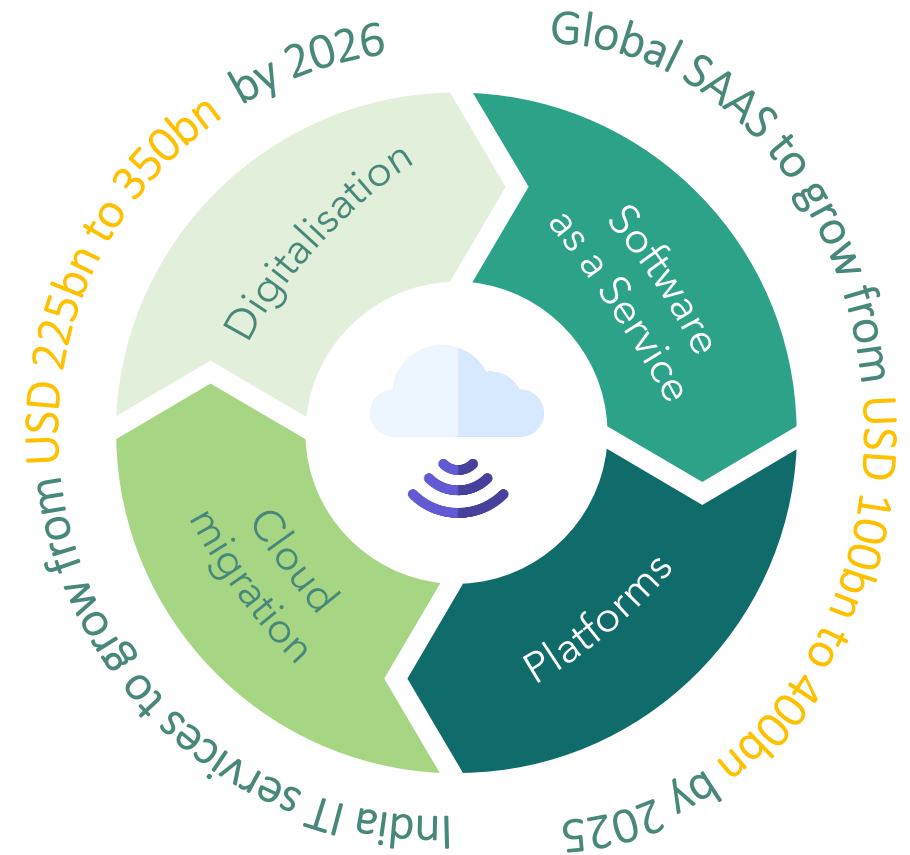 Global SAAS to grow from USD 100bn to 400bn by 2025
India IT services to grow from USD 225bn to 350bn by 2026
Digitalisation
Software
as a Service
Platforms
Cloud
migration